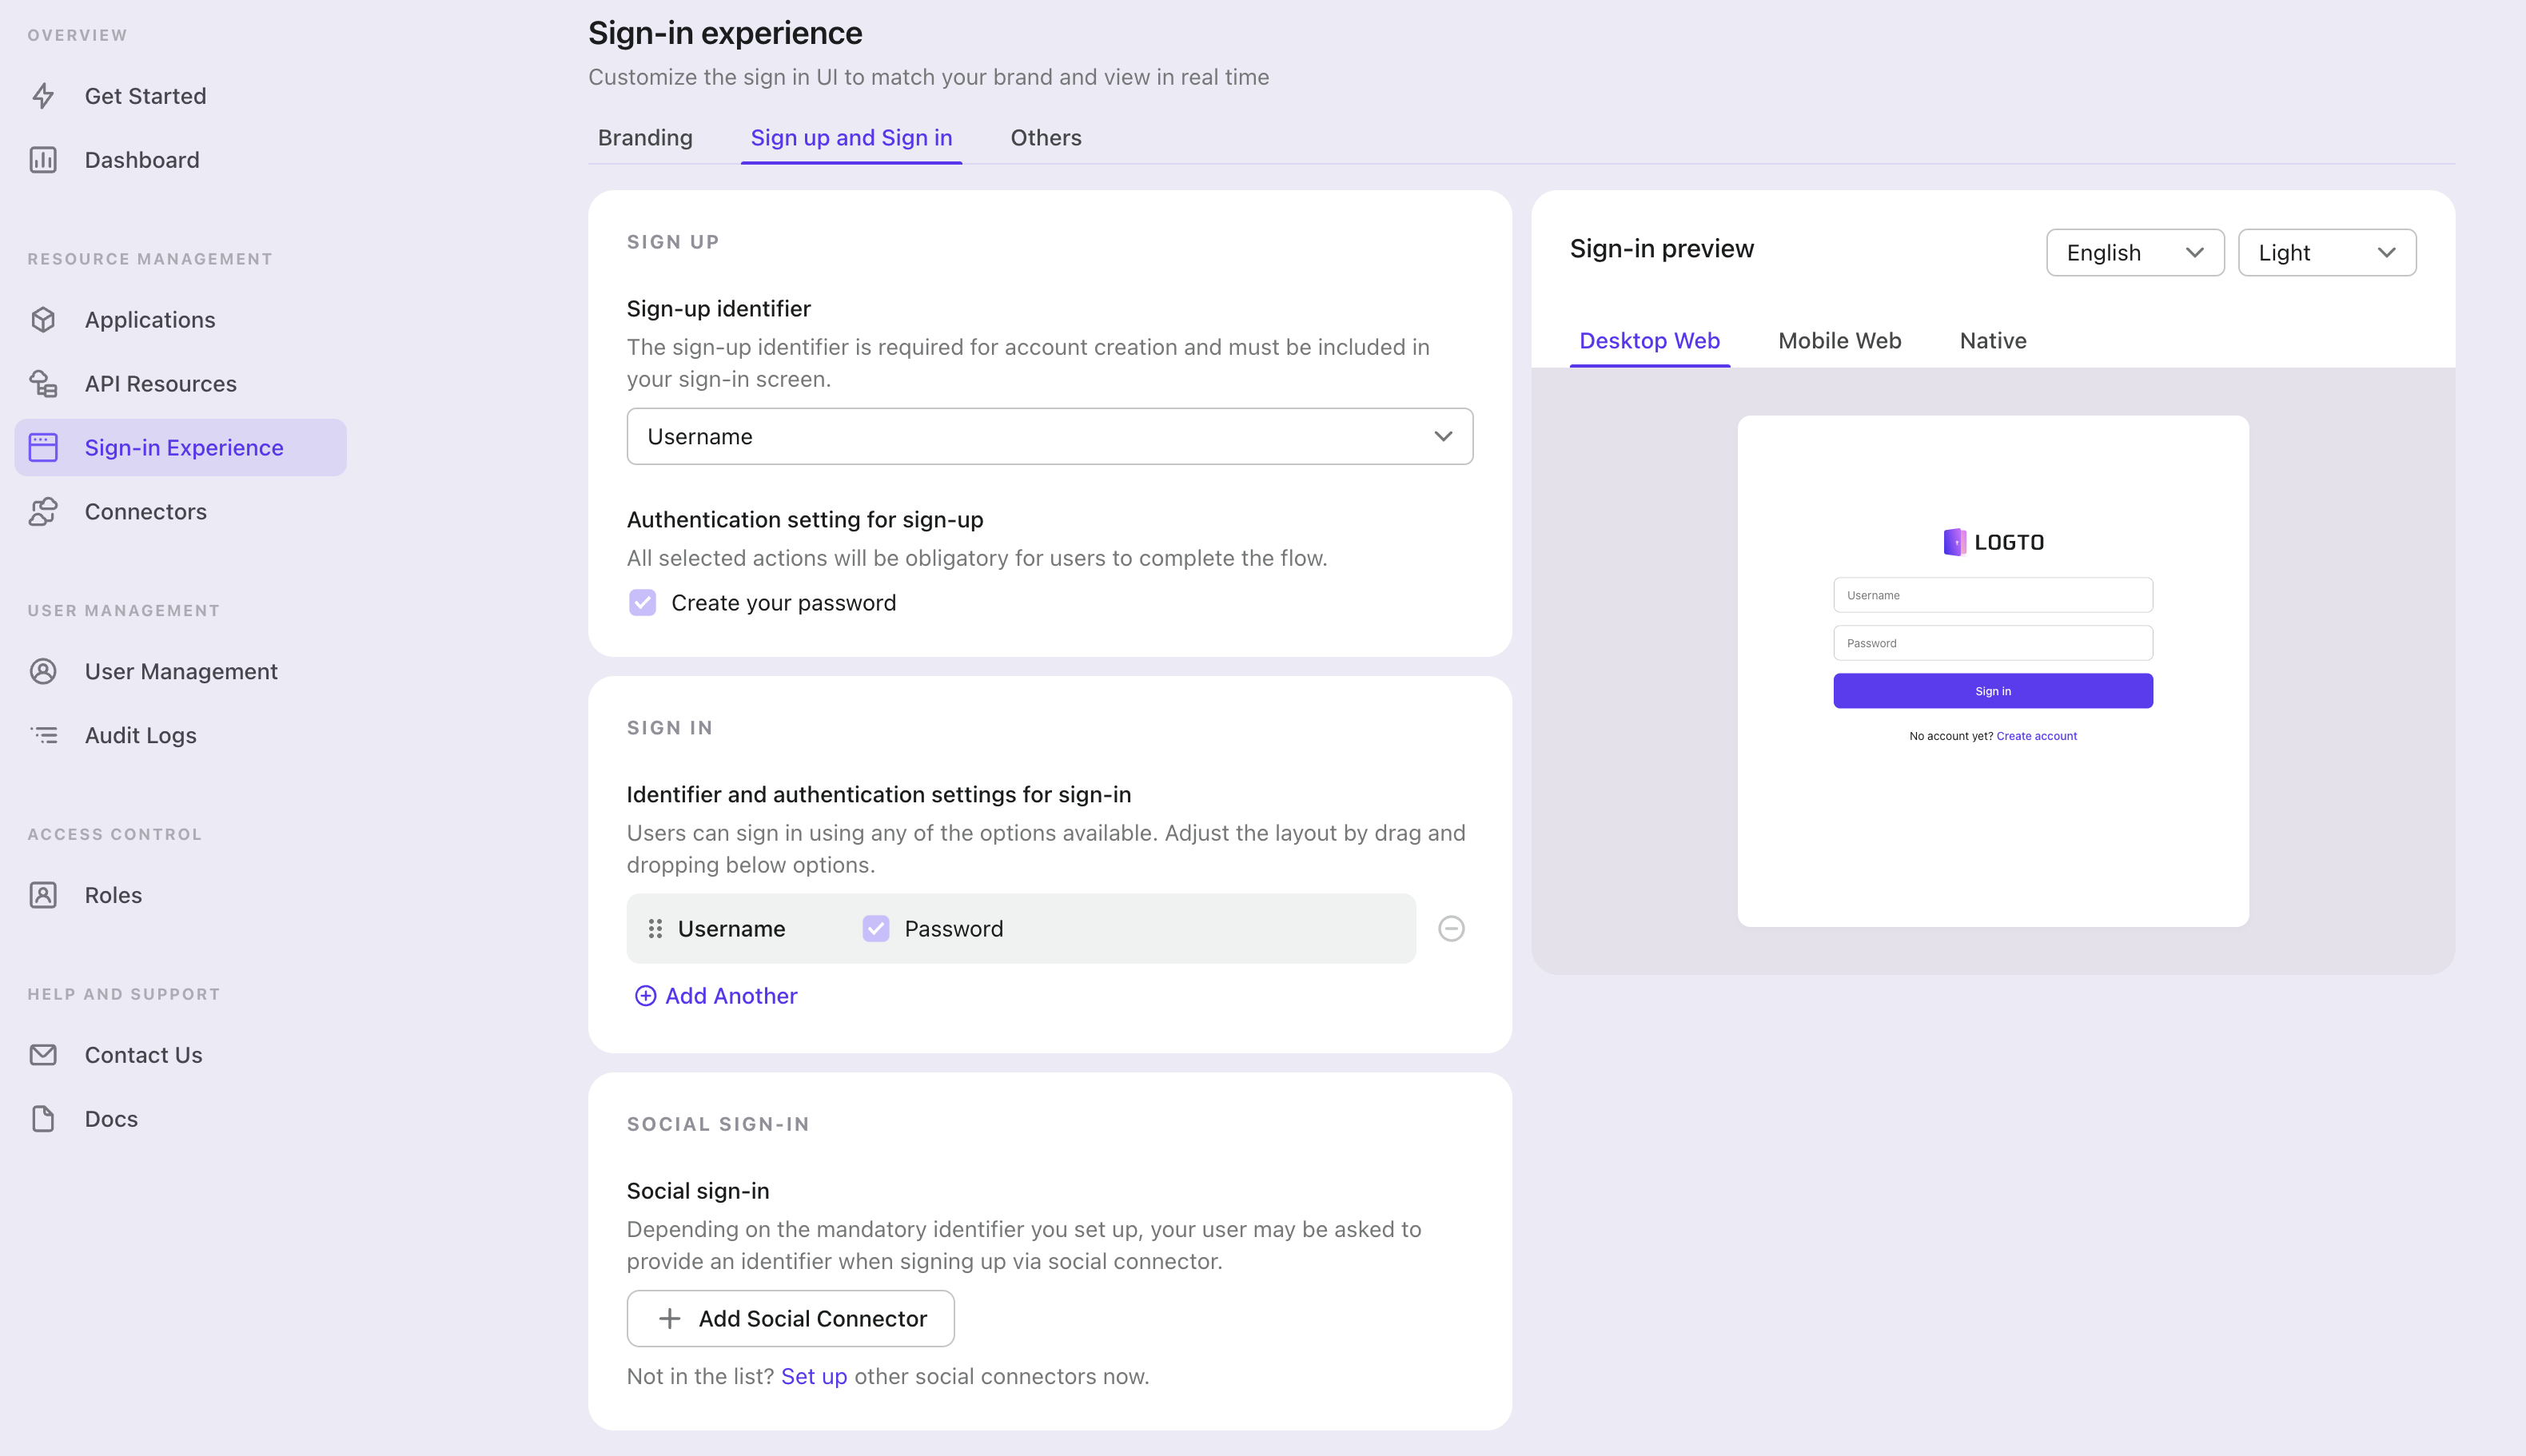 OVERVIEW
Get Started
Dashboard
RESOURCE MANAGEMENT
Applications
API Resources
Sign-in Experience
Connectors
USER MANAGEMENT
User Management
Audit Logs
ACCESS CONTROL
Roles
HELP AND SUPPORT
Contact Us
Docs
Sign-in experience
Customize the sign in UI to match your brand and view in real time
Branding
Sign up and Sign in
Others
SIGN UP
Sign-up identifier
The sign-up identifier is required for account creation and must be included in
your sign-in screen.
Username
Authentication setting for sign-up
All selected actions will be obligatory for users to complete the flow.
Create your password
SIGN IN
Identifier and authentication settings for sign-in
Users can sign in using any of the options available. Adjust the layout by drag and
dropping below options.
Username
Password
Add Another
SOCIAL SIGN-IN
Social sign-in
Depending on the mandatory identifier you set up, your user may be asked to
provide an identifier when signing up via social connector.
Add Social Connector
Not in the list? Set up other social connectors now.
Sign-in preview
English
Light
Desktop Web
Mobile Web
Native
LOGTO
Username
Password
Sign in
No account yet? Create account